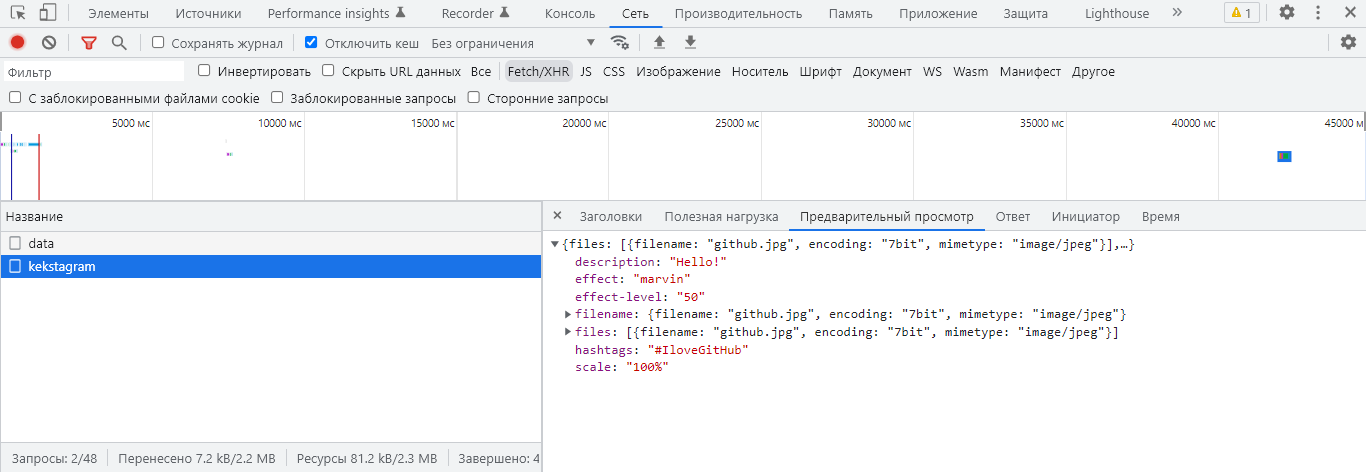 Элементы Источники Performance insights Recorder Консоль Сеть Производительность Память Приложение Защита Lighthouse » 1
Сохранять журнал Отключить кеш Без ограничения
Фильтр Инвертировать Скрыть URL данных Все Fetch/XHR JS CSS Изображение Носитель Шрифт Документ WS Wasm Манифест Другое
С заблокированными файлами cookie Заблокированные запросы Сторонние запросы
5000 мс 10000 мс 15000 мс 20000 мс 25000 мс 30000 мс 35000 мс 40000 мс 45000 м
Название
data
kekstagram
Запросы: 2/48 Перенесено 7.2 kB/2.2 MB Ресурсы 81.2 kB/2.3 MB Завершено: 4
Заголовки Полезная нагрузка Предварительный просмотр Ответ Инициатор Время
{files: [{filename: "github.jpg", encoding: "7bit", mimetype: "image/jpeg"}],…}
description: "Hello!"
effect: "marvin"
effect-level: "50"
filename: {filename: "github.jpg", encoding: "7bit", mimetype: "image/jpeg"}
files: [{filename: "github.jpg", encoding: "7bit", mimetype: "image/jpeg"}]
hashtags: "#IloveGitHub"
scale: "100%"